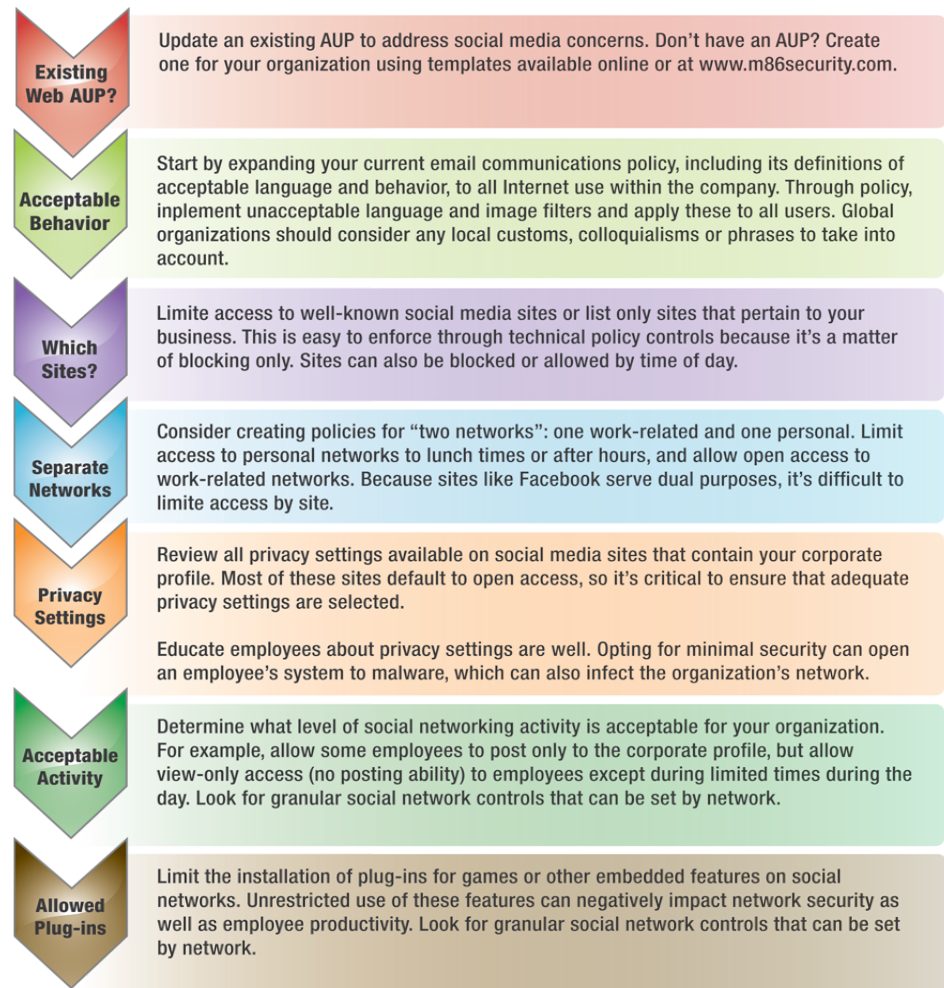 Existing
Web AUP?
Update an existing AUP to address social media concerns. Don't have an AUP? Create
one for your organization using templates available online or at www.m86security.com.
Acceptable
Behavior
Start by expanding your current email communications policy, including its definitions of
acceptable language and behavior, to all Internet use within the company. Through policy,
inplement unacceptable language and image filters and apply these to all users. Global
organizations should consider any local customs, colloquialisms or phrases to take into
account.
Which
Sites?
Limite access to well-known social media sites or list only sites that pertain to your
business. This is easy to enforce through technical policy controls because it's a matter
of blocking only. Sites can also be blocked or allowed by time of day.
Separate
Networks
Consider creating policies for “two networks”: one work-related and one personal. Limit
access to personal networks to lunch times or after hours, and allow open access to
work-related networks. Because sites like Facebook serve dual purposes, it's difficult to
limite access by site.
Privacy
Settings
Review all privacy settings available on social media sites that contain your corporate
profile. Most of these sites default to open access, so it's critical to ensure that adequate
privacy settings are selected.
Educate employees about privacy settings are well. Opting for minimal security can open
an employee's system to malware, which can also infect the organization's network.
Acceptable
Activity
Determine what level of social networking activity is acceptable for your organization.
For example, allow some employees to post only to the corporate profile, but allow
view-only access (no posting ability) to employees except during limited times during the
day. Look for granular social network controls that can be set by network.
Allowed
Plug-ins
Limit the installation of plug-ins for games or other embedded features on social
networks. Unrestricted use of these features can negatively impact network security as
well as employee productivity. Look for granular social network controls that can be set
by network.